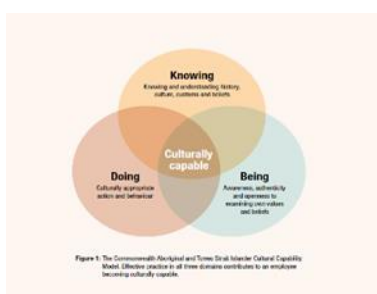 Knowing
Knowing and understanding history,
culture, customs and beliefs
Culturally
capable
Doing
Culturally appropriate
action and behaviour
Being
Awareness, authenticity
and openness to
examining own values
and beliefs
Figure 1: The Commonwealth Aboriginal and Torres Strait Islander Cultural Capability
Model. Effective practice in all three domains contributes to an employee
becoming culturally capable.